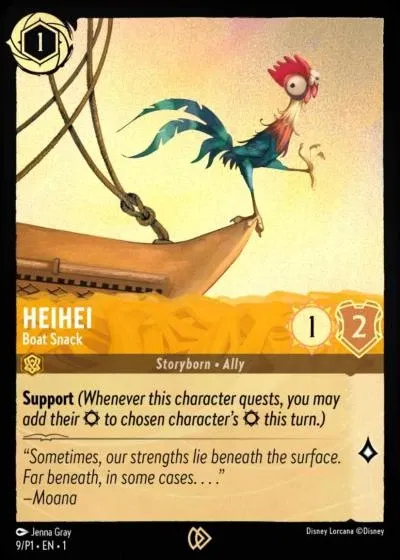 1
HEIHEI
Boat Snack
1
2
Storyborn • Ally
Support (Whenever this character quests, you may
add their to chosen character’s this turn.)
“Sometimes, our strengths lie beneath the surface.
Far beneath, in some cases. . . .”
–Moana
Jenna Gray
9/P1 • EN • 1
Disney Lorcana ©Disney